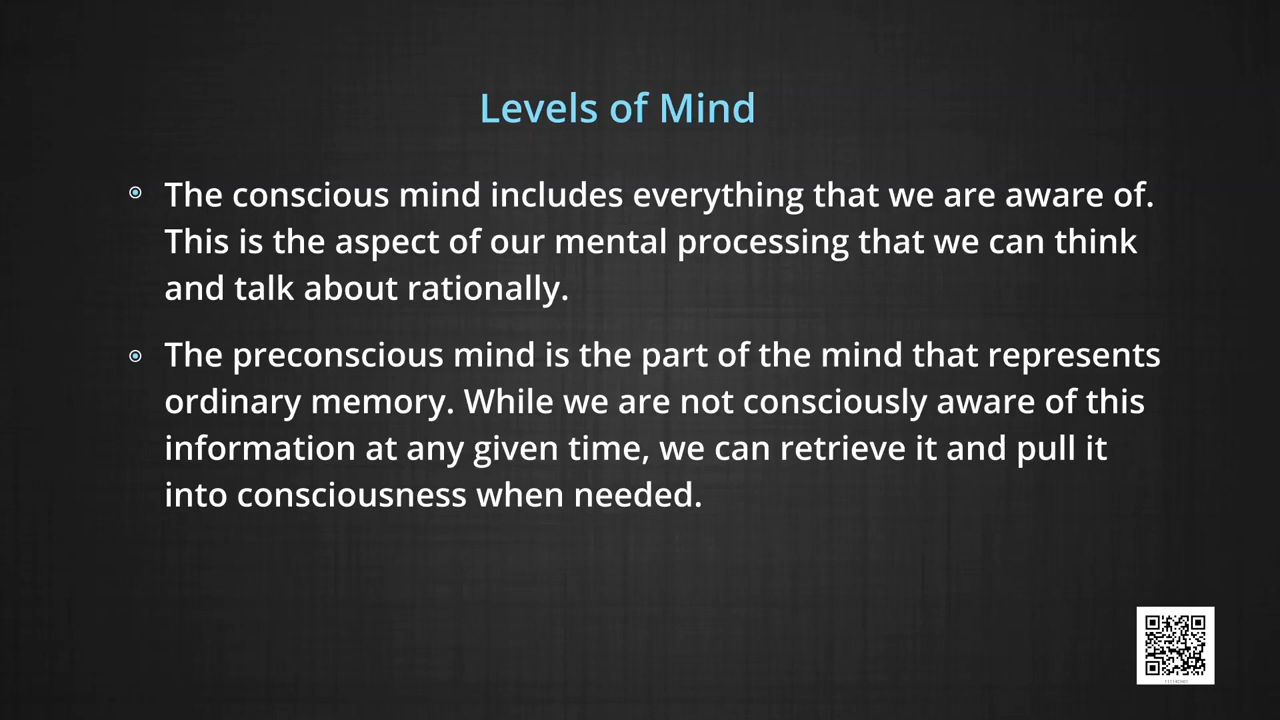 Levels of Mind
The conscious mind includes everything that we are aware of.
This is the aspect of our mental processing that we can think
and talk about rationally.
The preconscious mind is the part of the mind that represents
ordinary memory. While we are not consciously aware of this
information at any given time, we can retrieve it and pull it
into consciousness when needed.